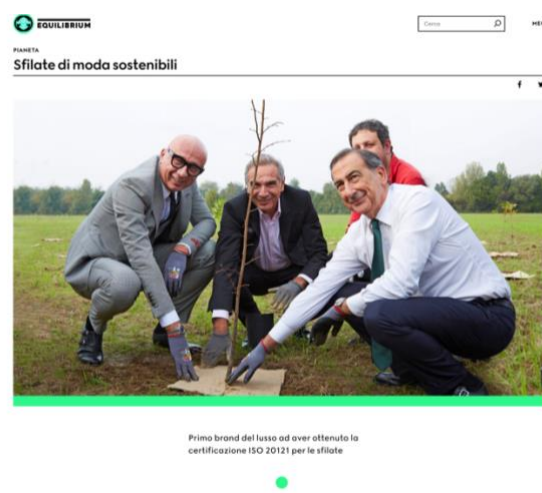 EQUILIBRIUM
Cerca
PIANETA
Sfilate di moda sostenibili
Primo brand del lusso ad aver ottenuto la
certificazione ISO 20121 per le sfilate